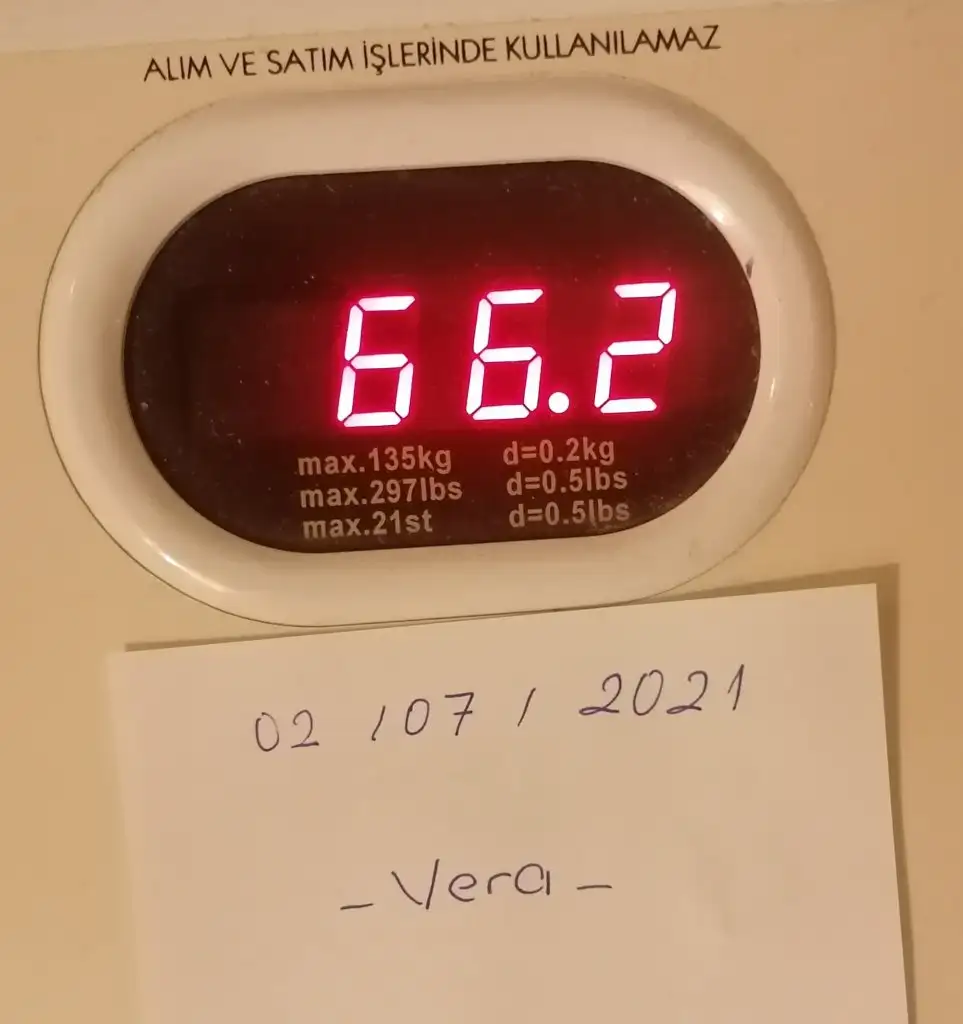 ALIM VE SATIM İŞLERİNDE KULLANILAMAZ
66.2
max.135kg d=0.2kg
max.297lbs d=0.5lbs
max.21st d=0.5lbs
02 /07 / 2021
- Vera -